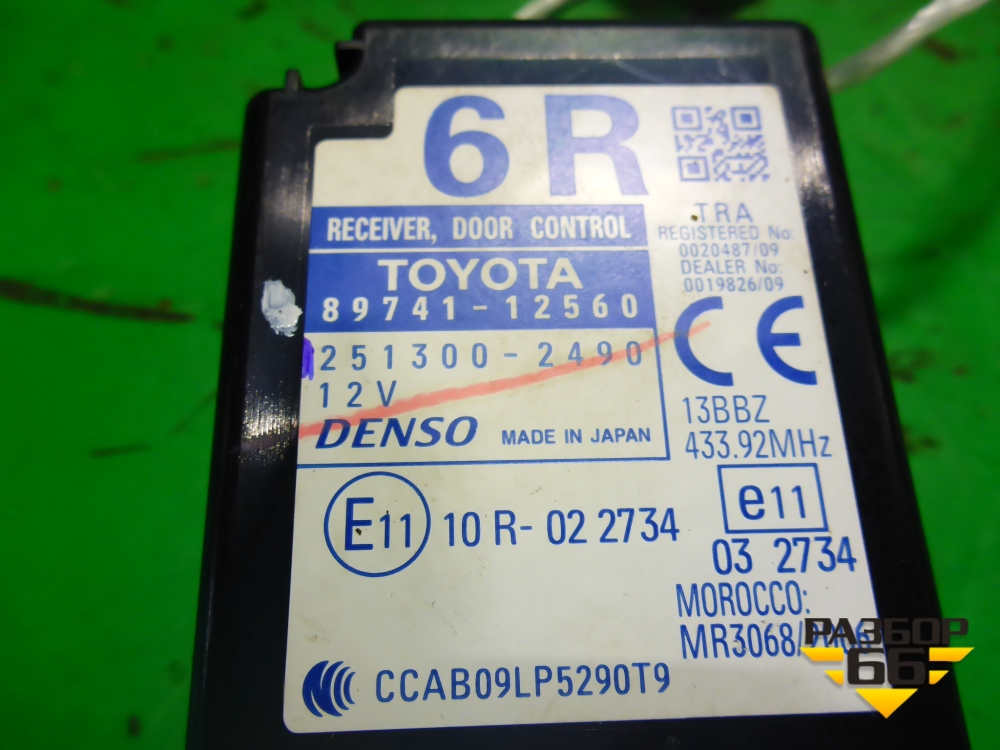 6R
RECEIVER, DOOR CONTROL
TOYOTA
89741-12560
251300-2490
12V
DENSO MADE IN JAPAN
TRA
REGISTERED No:
0020487/09
DEALER No:
0019826/09
CE
13BBZ
433.92MHz
E11 10 R- 02 2734
e11
03 2734
MOROCCO:
MR3068/
CCAB09LP5290T9
РАЗБОР
66